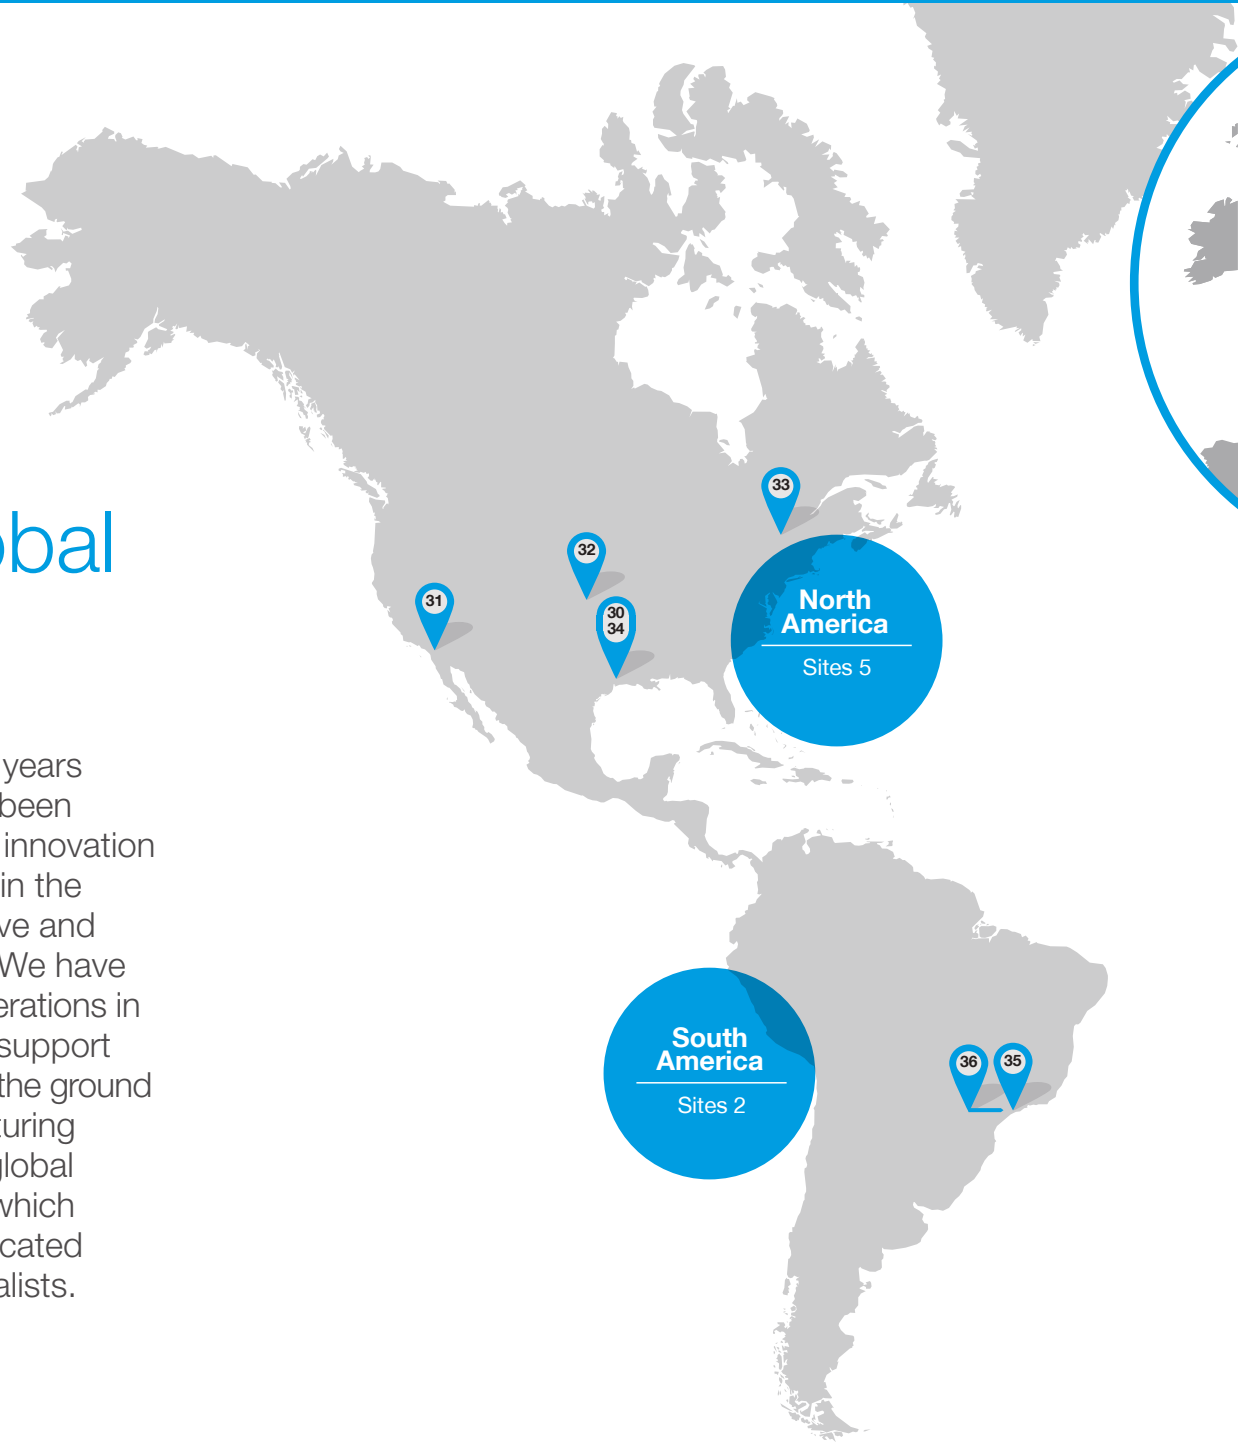 obal
years
been
innovation
in the
ve and
We have
erations in
support
the ground
turing
global
which
cated
alists.
33
32
31
30
34
North
America
Sites 5
South
America
Sites 2
36
35